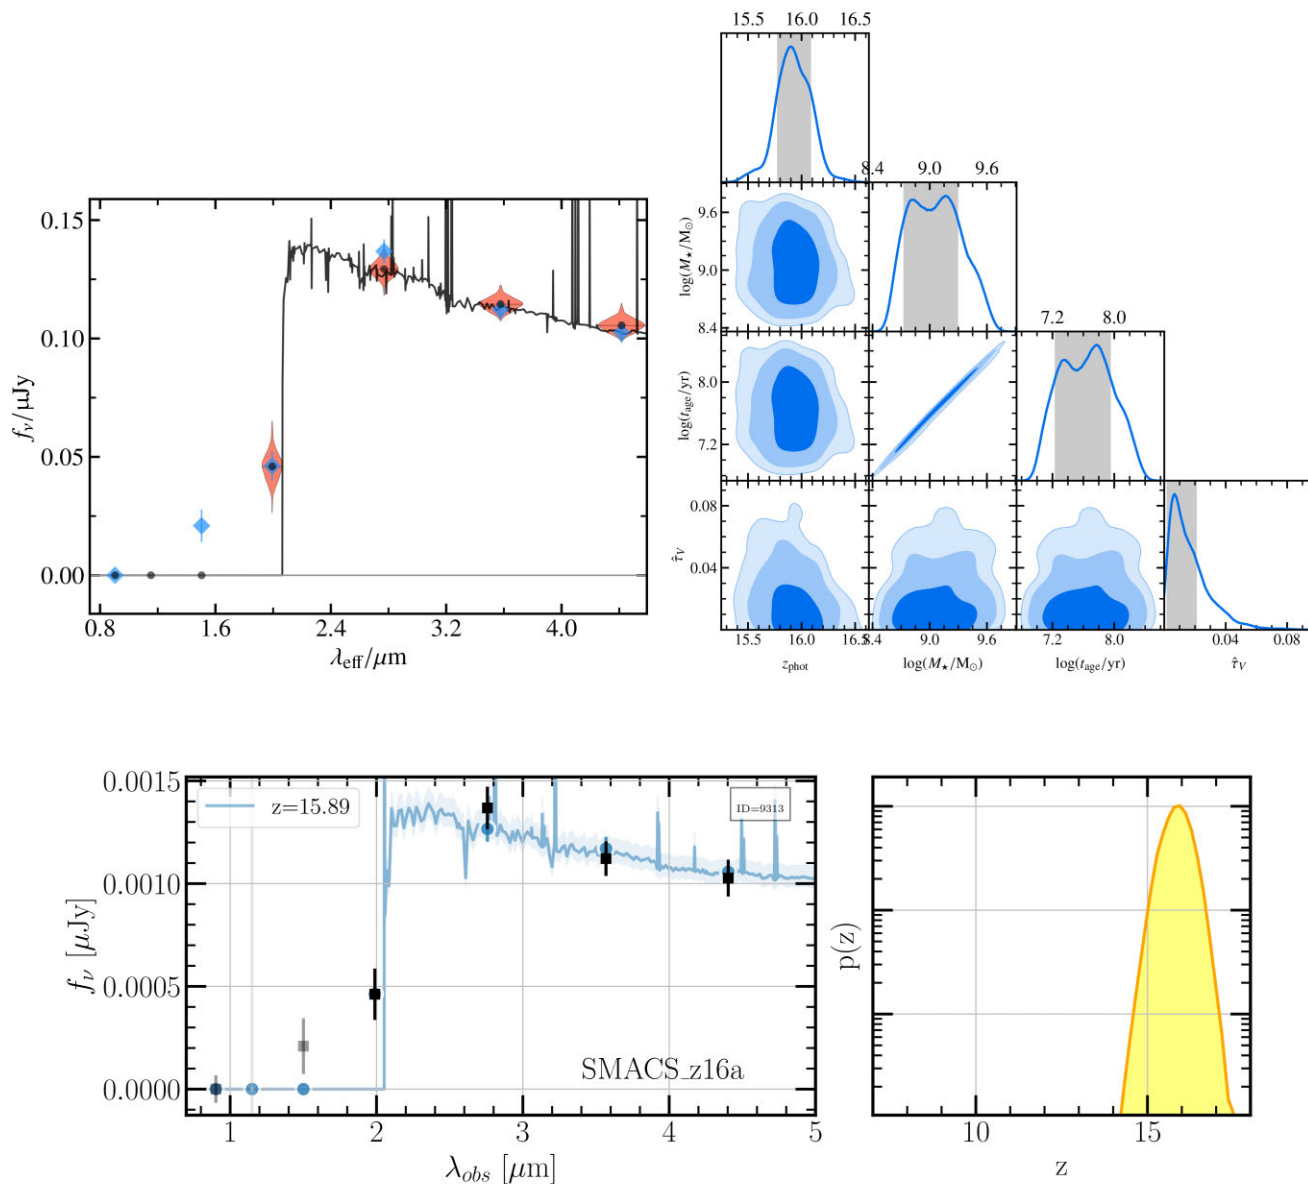 15.5 16.0 16.5
8.4 9.0 9.6
0.15
0.10
0.05
0.00
f_ν/μJy
0.8 1.6 2.4 3.2 4.0
λ_eff/μm
9.6
9.0
8.4
log(M⋆/M⊙)
7.2 8.0
8.0
7.2
log(t_age/yr)
0.08
0.04
τ̂_V
15.5 16.0 16.5
8.4 9.0 9.6
7.2 8.0
0.04 0.08
z_phot
log(M⋆/M⊙)
log(t_age/yr)
τ̂_V
0.0015
0.0010
0.0005
0.0000
f_ν [μJy]
z=15.89
ID=9313
SMACS_z16a
1 2 3 4 5
λ_obs [μm]
p(z)
10 15
z